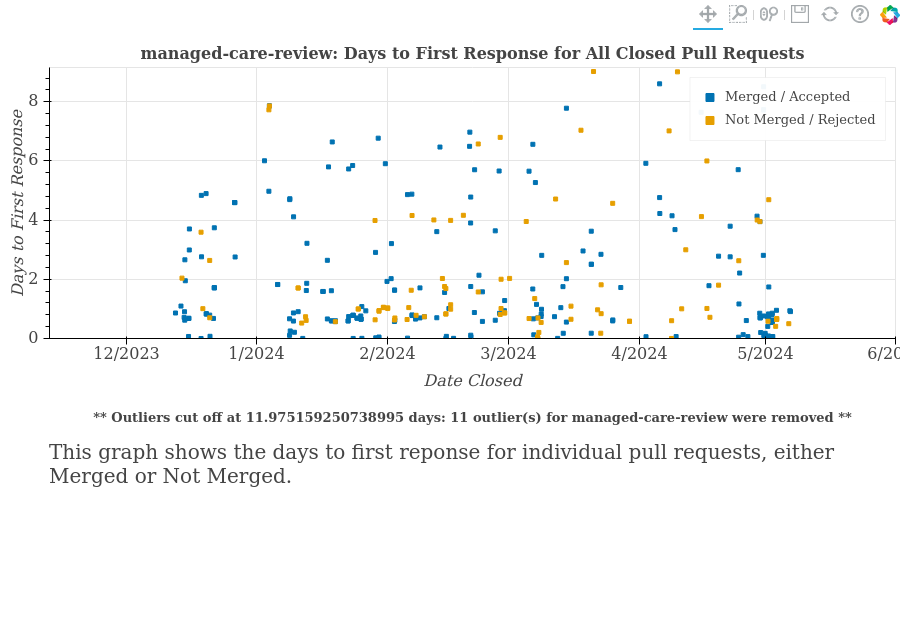 managed-care-review: Days to First Response for All Closed Pull Requests
Days to First Response
8
6
4
2
0
Merged / Accepted
Not Merged / Rejected
12/2023 1/2024 2/2024 3/2024 4/2024 5/2024 6/20
Date Closed
** Outliers cut off at 11.975159250738995 days: 11 outlier(s) for managed-care-review were removed **
This graph shows the days to first reponse for individual pull requests, either
Merged or Not Merged.